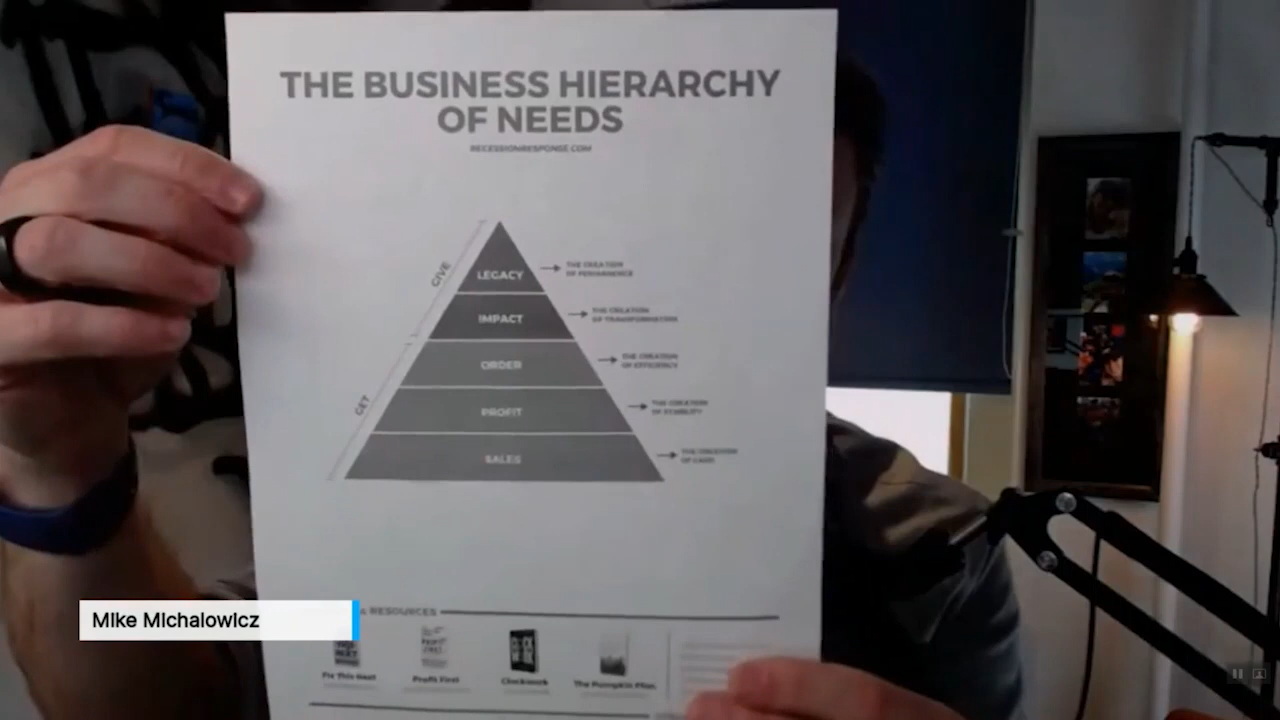 THE BUSINESS HIERARCHY
OF NEEDS
RECESSIONRESPONSE.COM
GIVE
LEGACY
THE CREATION
OF PERMANENCE
IMPACT
THE CREATION
OF TRANSFORMATION
ORDER
THE CREATION
OF EFFICIENCY
GET
PROFIT
THE CREATION
OF STABILITY
SALES
THE CREATION
OF CASH
& RESOURCES
Fix This Next
Profit First
Clockwork
The Pumpkin Plan
Mike Michalowicz